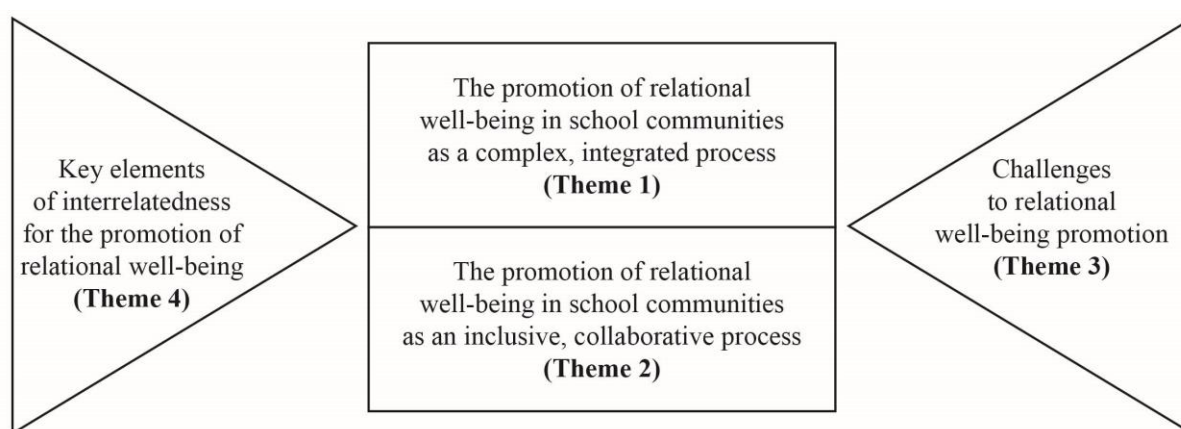 Key elements
of interrelatedness
for the promotion of
relational well-being
(Theme 4)
The promotion of relational
well-being in school communities
as a complex, integrated process
(Theme 1)
The promotion of relational
well-being in school communities
as an inclusive, collaborative process
(Theme 2)
Challenges
to relational
well-being promotion
(Theme 3)